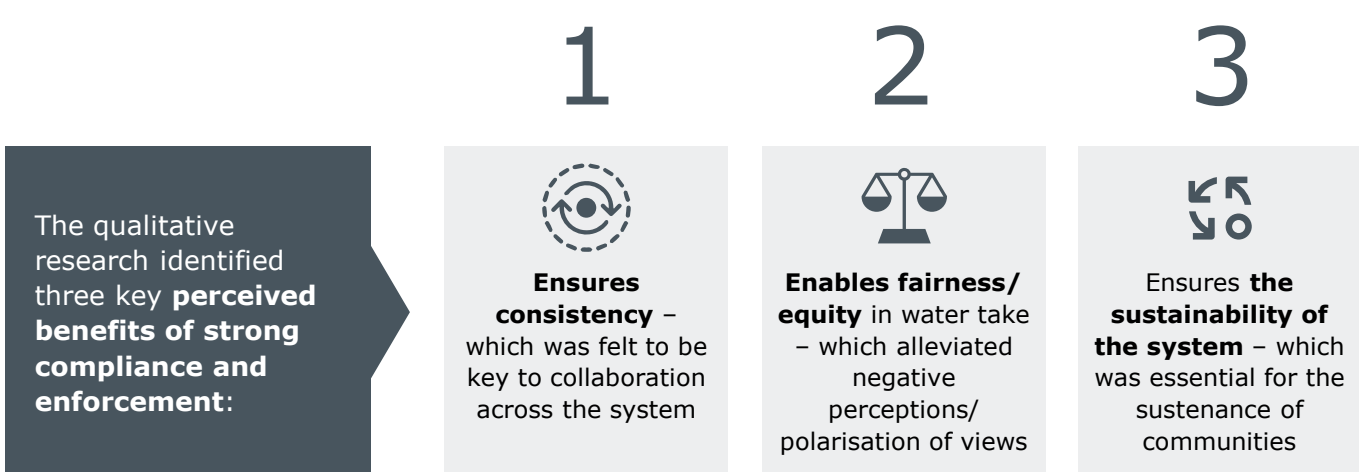 The qualitative
research identified
three key perceived
benefits of strong
compliance and
enforcement:
1
Ensures
consistency –
which was felt to be
key to collaboration
across the system
2
Enables fairness/
equity in water take
– which alleviated
negative
perceptions/
polarisation of views
3
Ensures the
sustainability of
the system – which
was essential for the
sustenance of
communities